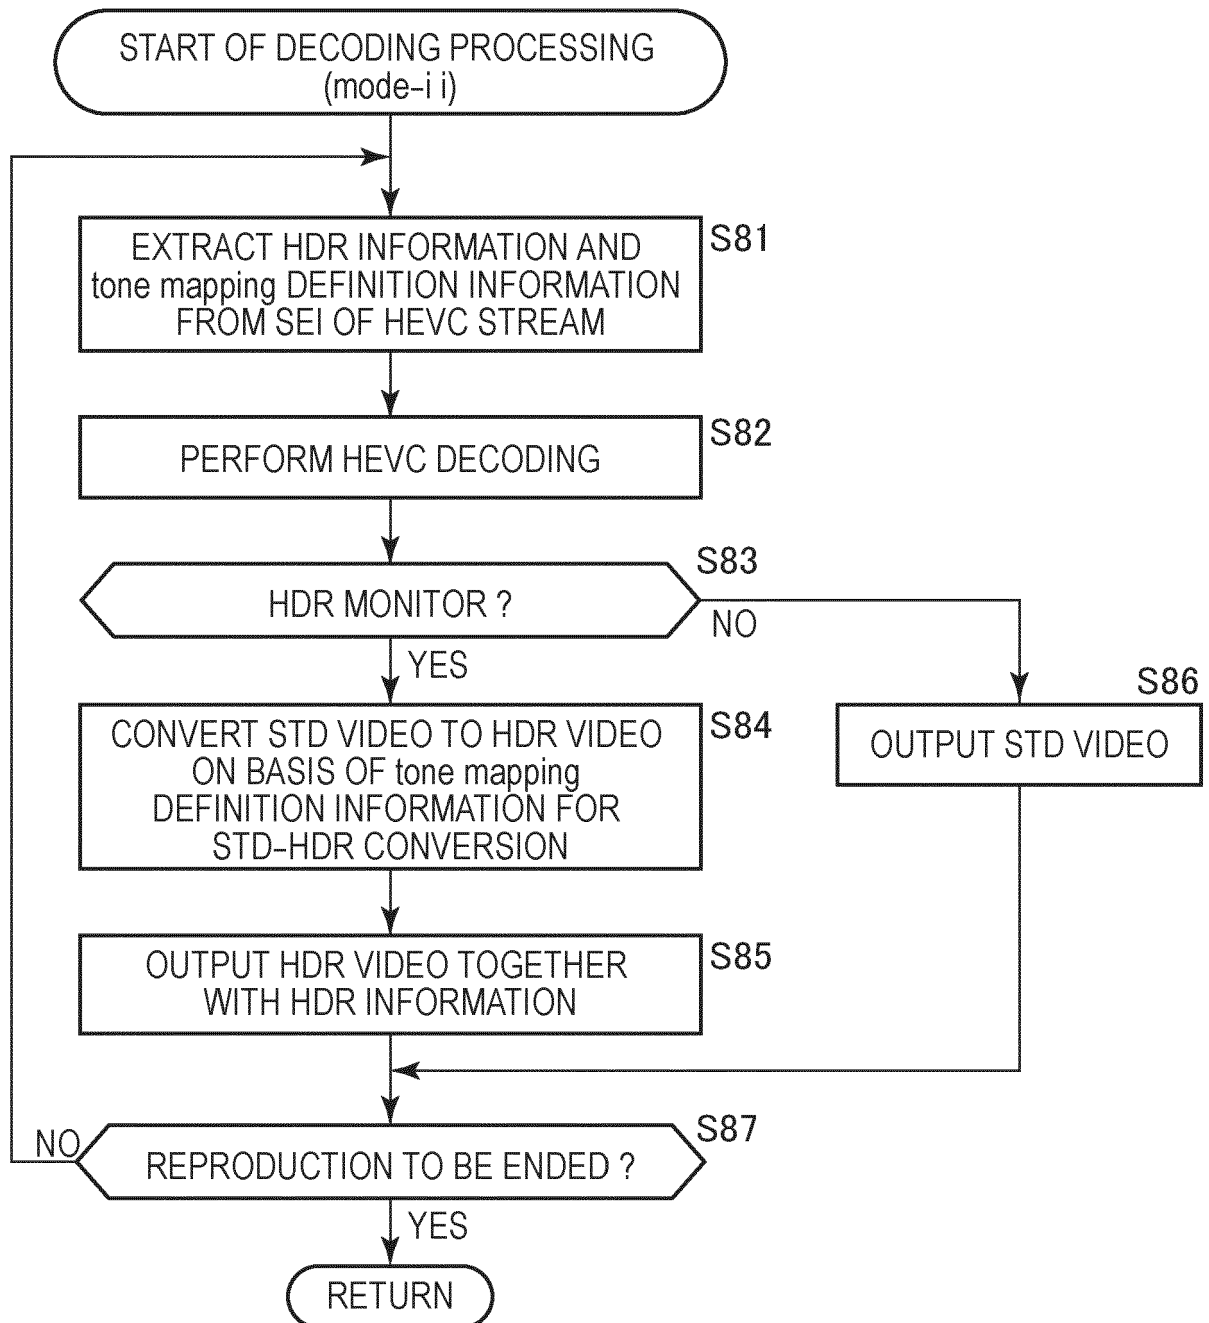 START OF DECODING PROCESSING
(mode-ii)
S81
EXTRACT HDR INFORMATION AND
tone mapping DEFINITION INFORMATION
FROM SEI OF HEVC STREAM
S82
PERFORM HEVC DECODING
S83
HDR MONITOR ?
NO
YES
S84
CONVERT STD VIDEO TO HDR VIDEO
ON BASIS OF tone mapping
DEFINITION INFORMATION FOR
STD-HDR CONVERSION
S86
OUTPUT STD VIDEO
S85
OUTPUT HDR VIDEO TOGETHER
WITH HDR INFORMATION
S87
NO
REPRODUCTION TO BE ENDED ?
YES
RETURN